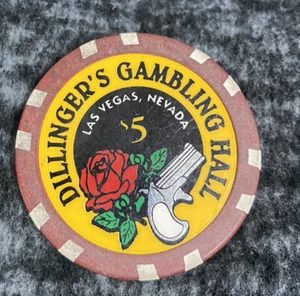 DILLINGER'S GAMBLING HALL
LAS VEGAS, NEVADA
$5